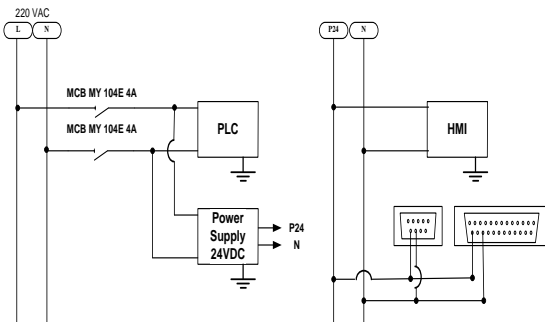 220 VAC
L N
P24 N
MCB MY 104E 4A
PLC
HMI
MCB MY 104E 4A
Power
Supply
24VDC
P24
N